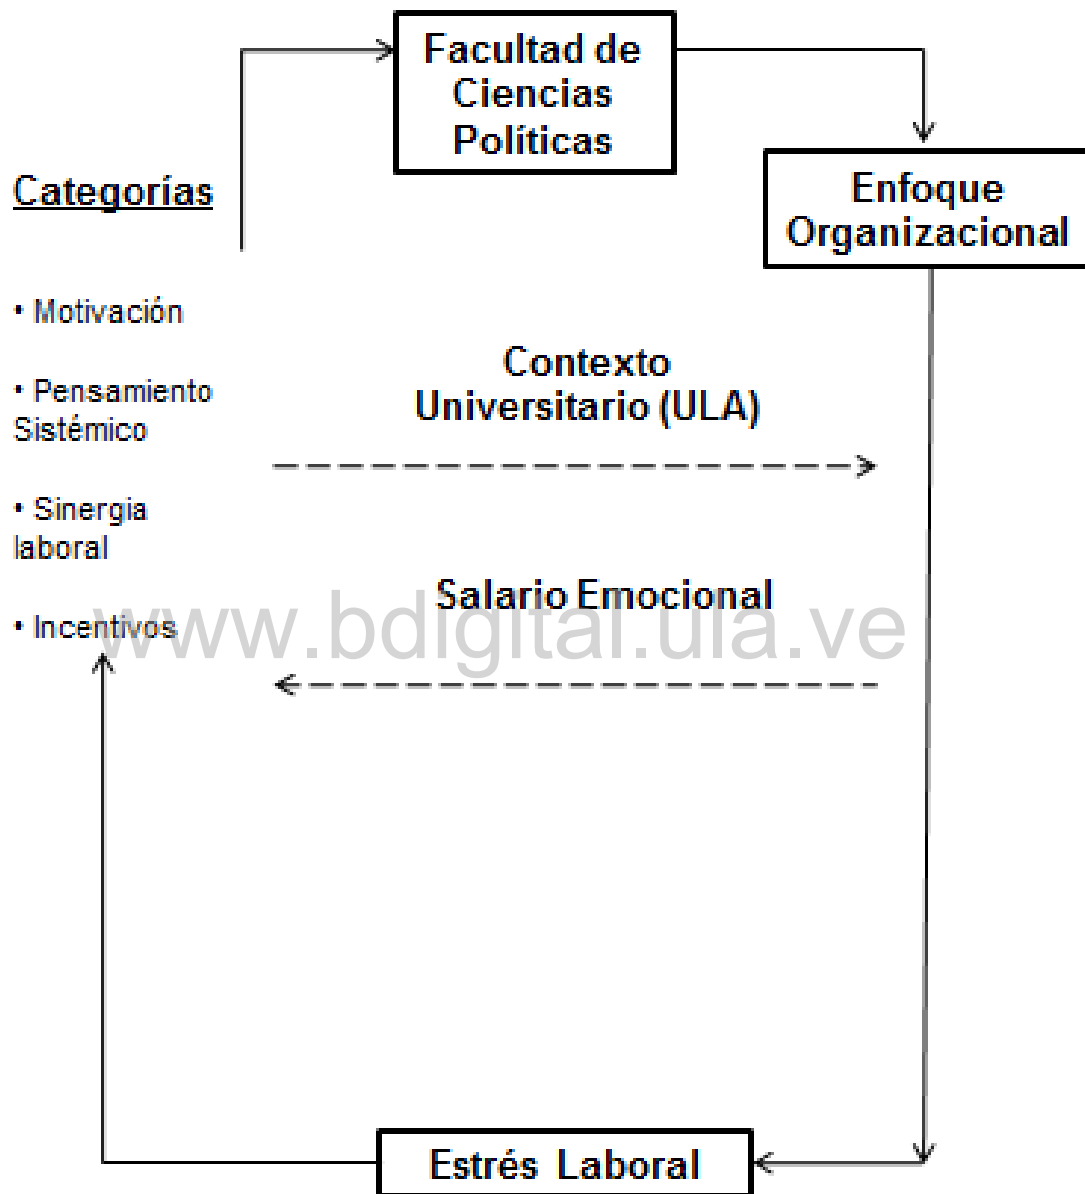 Facultad de
Ciencias
Políticas
Categorías
Enfoque
Organizacional
• Motivación
• Pensamiento
Sistémico
• Sinergia
laboral
• Incentivos
Contexto
Universitario (ULA)
Salario Emocional
www.bdigital.ula.ve
Estrés Laboral